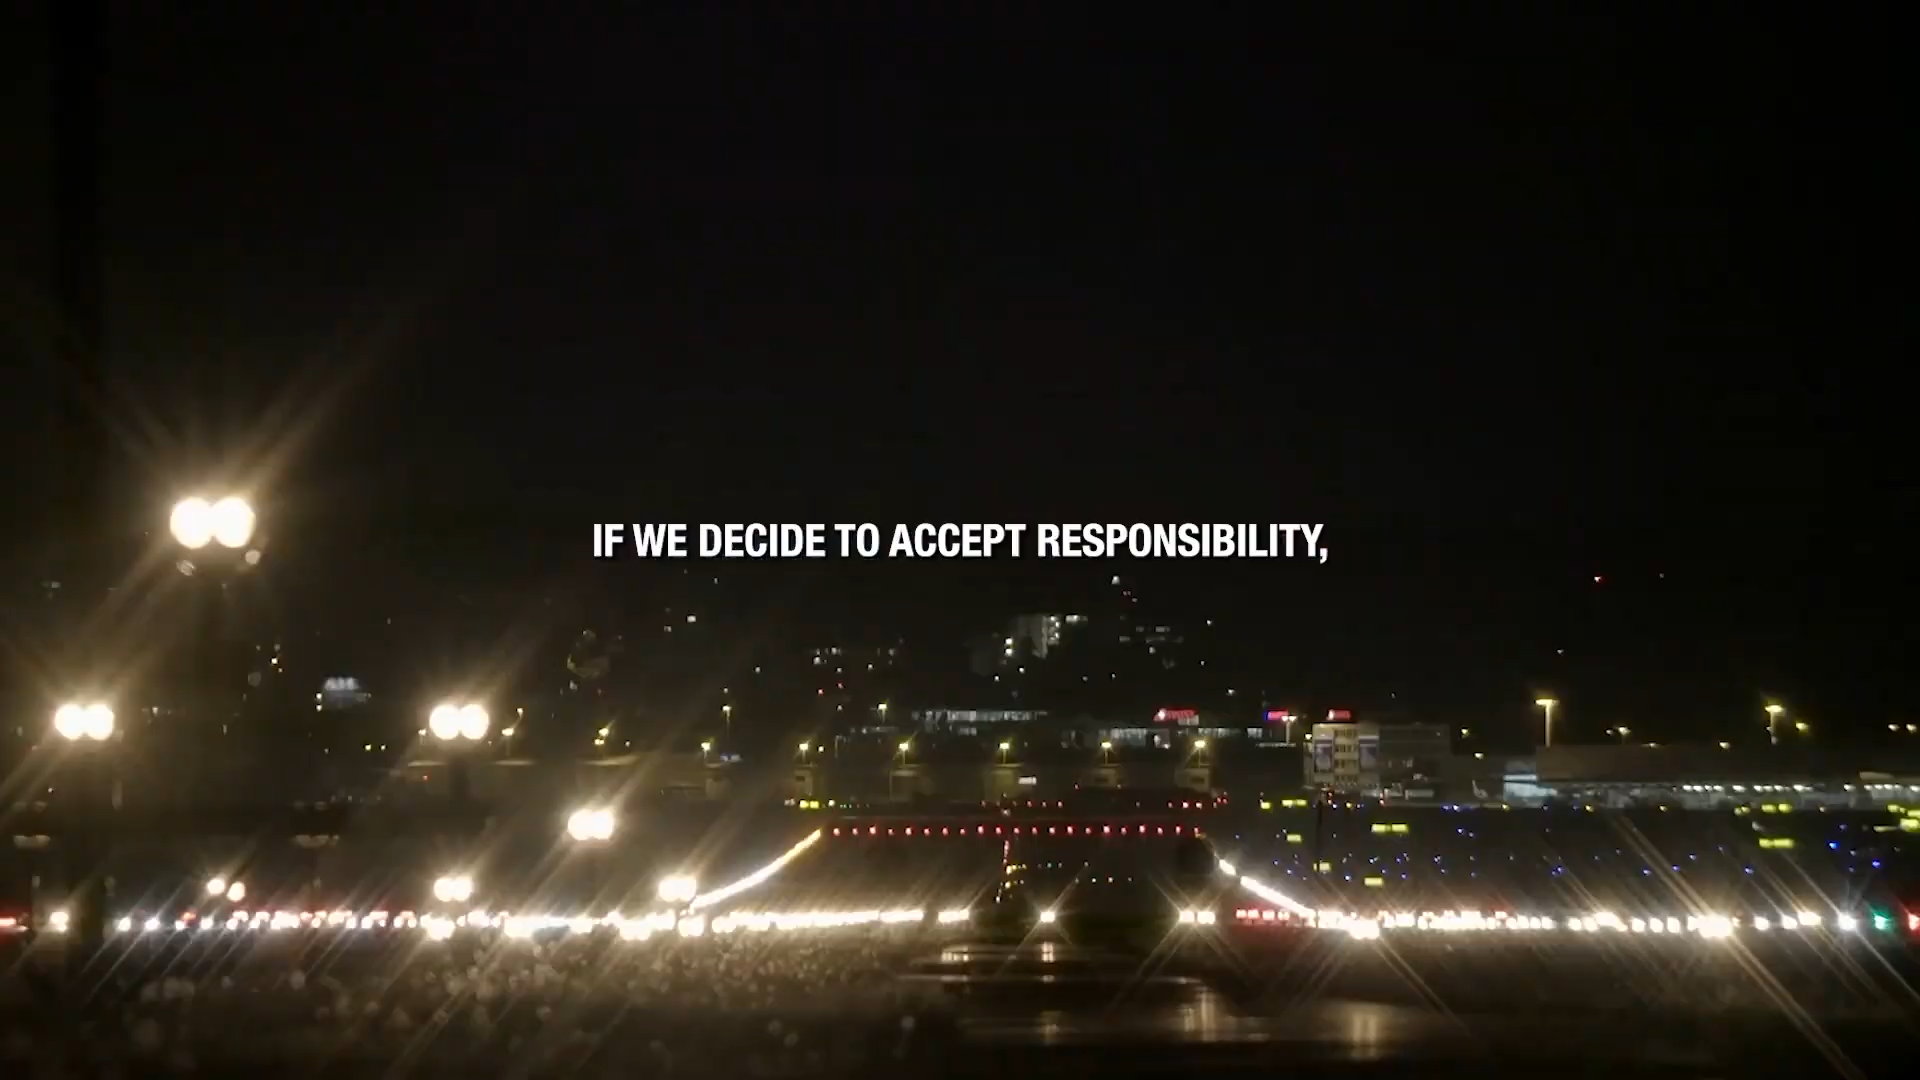 IF WE DECIDE TO ACCEPT RESPONSIBILITY,